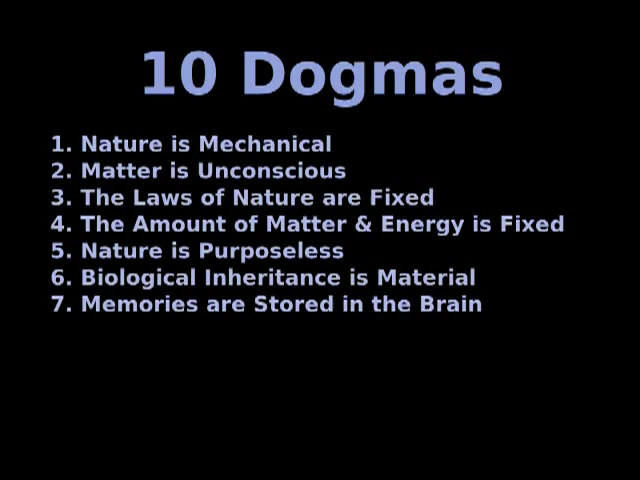 10 Dogmas
1. Nature is Mechanical
2. Matter is Unconscious
3. The Laws of Nature are Fixed
4. The Amount of Matter & Energy is Fixed
5. Nature is Purposeless
6. Biological Inheritance is Material
7. Memories are Stored in the Brain